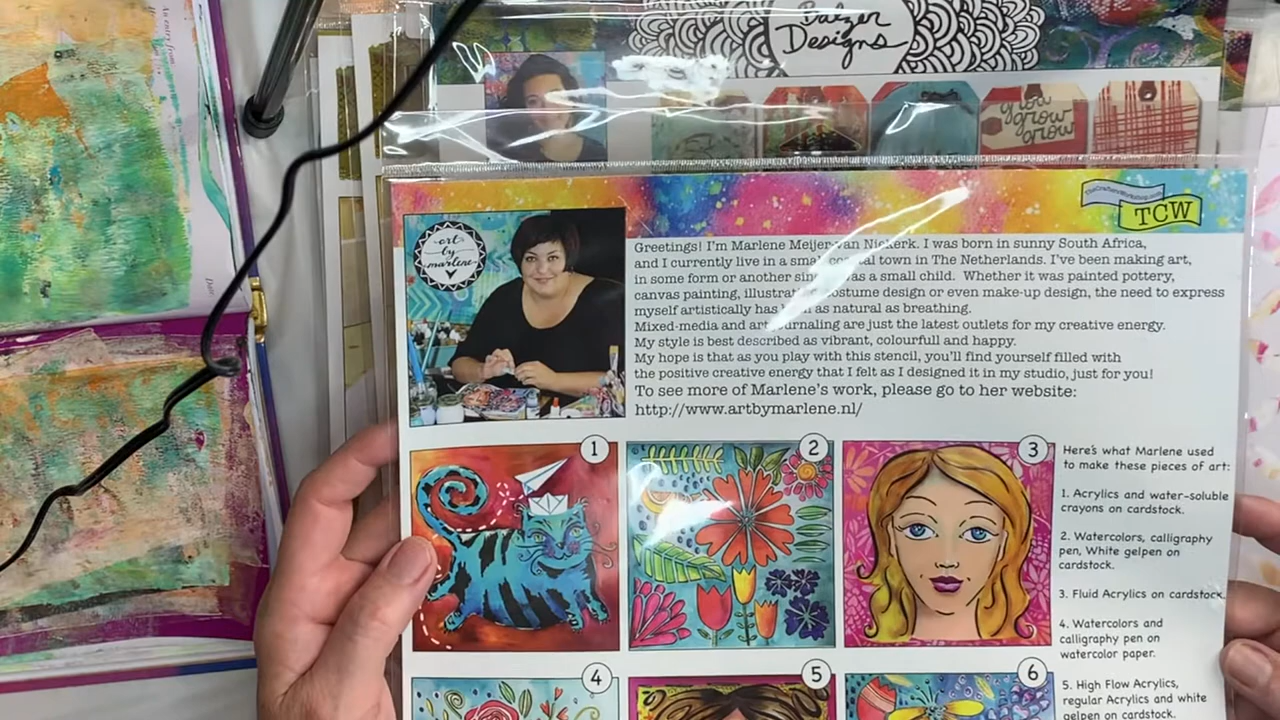 Balzer
Designs
grow
grow
grow
TCW
art
by
marlene
Greetings! I'm Marlene Meijer van Niekerk. I was born in sunny South Africa,
and I currently live in a small coastal town in The Netherlands. I've been making art,
in some form or another since was a small child. Whether it was painted pottery,
canvas painting, illustration, costume design or even make-up design, the need to express
myself artistically has been as natural as breathing.
Mixed-media and art journaling are just the latest outlets for my creative energy.
My style is best described as vibrant, colourfull and happy.
My hope is that as you play with this stencil, you'll find yourself filled with
the positive creative energy that I felt as I designed it in my studio, just for you!
To see more of Marlene's work, please go to her website:
http://www.artbymarlene.nl/
1
2
3
Here's what Marlene used
to make these pieces of art:
1. Acrylics and water-soluble
crayons on cardstock.
2. Watercolors, calligraphy
pen, White gelpen on
cardstock.
3. Fluid Acrylics on cardstock.
4. Watercolors and
calligraphy pen on
watercolor paper.
4
5
6
5. High Flow Acrylics,
regular Acrylics and white
gelpen on cardstock.